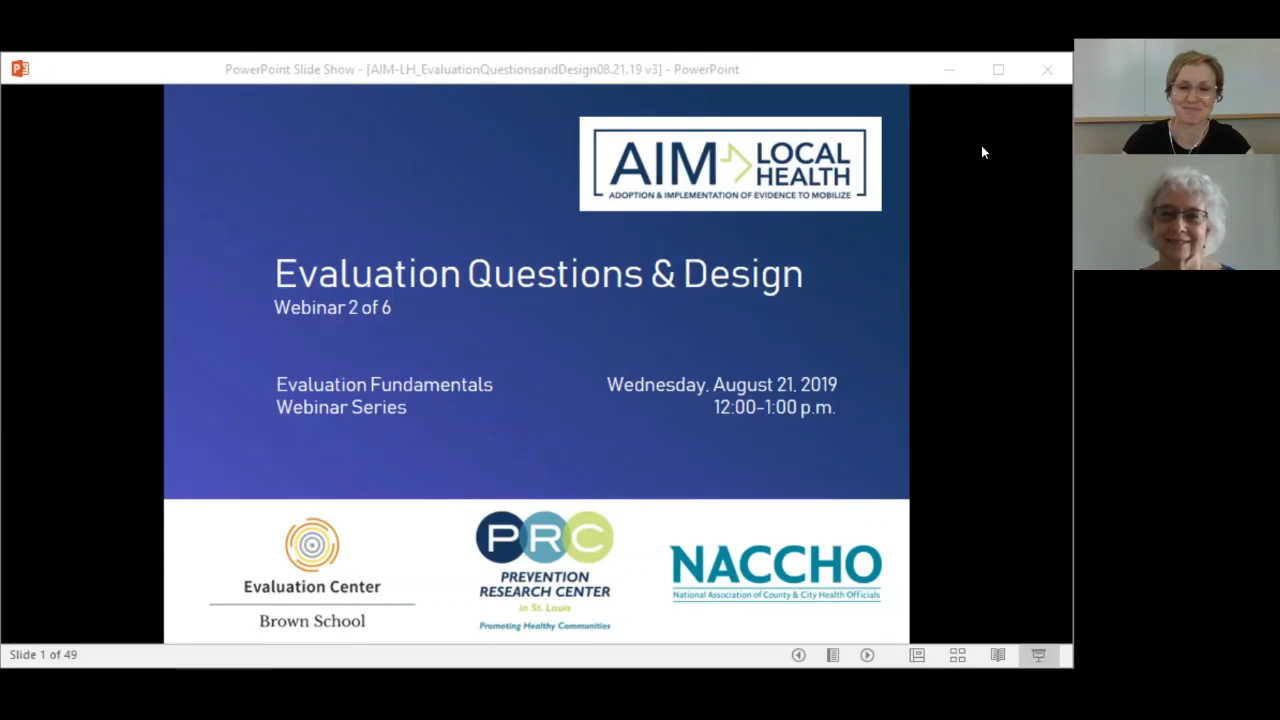 PowerPoint Slide Show - [AIM-LH_EvaluationQuestionsandDesign08.21.19 v3] - PowerPoint
AIM LOCAL HEALTH
ADOPTION & IMPLEMENTATION OF EVIDENCE TO MOBILIZE
Evaluation Questions & Design
Webinar 2 of 6
Evaluation Fundamentals
Webinar Series
Wednesday, August 21, 2019
12:00-1:00 p.m.
Evaluation Center
Brown School
PRC
PREVENTION
RESEARCH CENTER
in St. Louis
Promoting Healthy Communities
NACCHO
National Association of County & City Health Officials
Slide 1 of 49